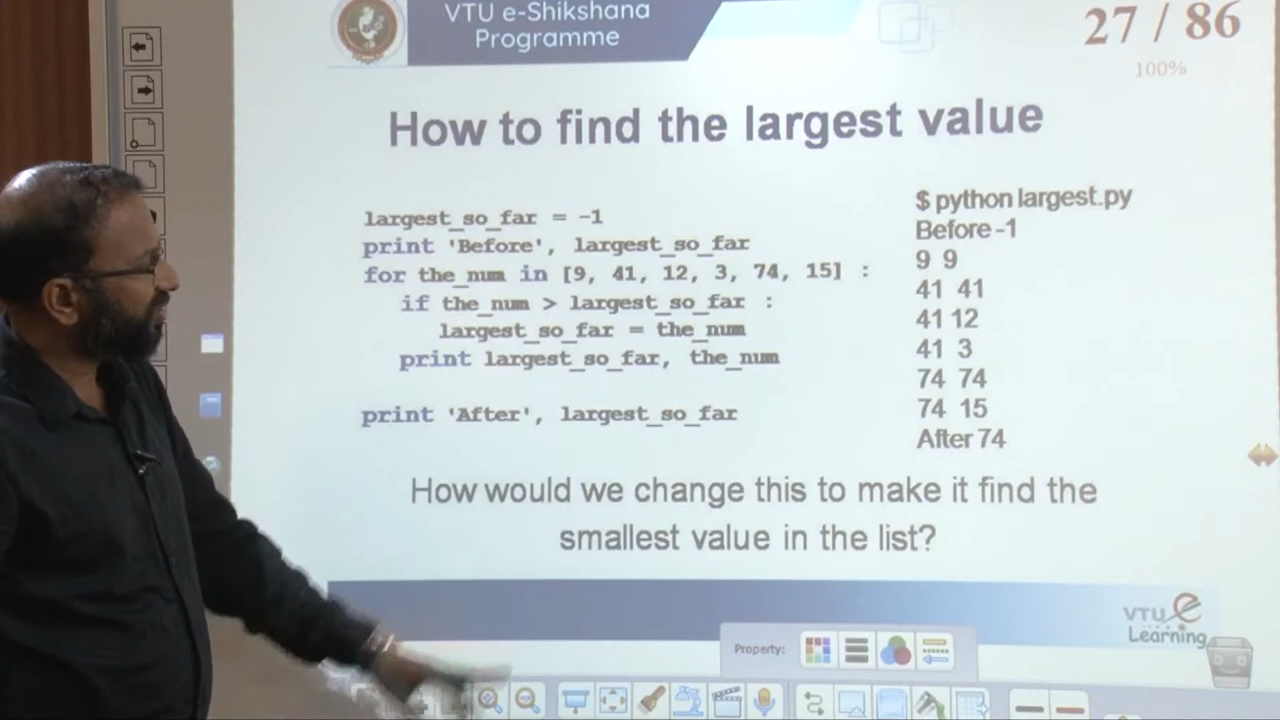 VTU e-Shikshana
Programme
27 / 86
100%
How to find the largest value
largest_so_far = -1
print 'Before', largest_so_far
for the_num in [9, 41, 12, 3, 74, 15] :
if the_num > largest_so_far :
largest_so_far = the_num
print largest_so_far, the_num
print 'After', largest_so_far
$ python largest.py
Before -1
9 9
41 41
41 12
41 3
74 74
74 15
After 74
How would we change this to make it find the
smallest value in the list?
VTU e
Learning
Property: